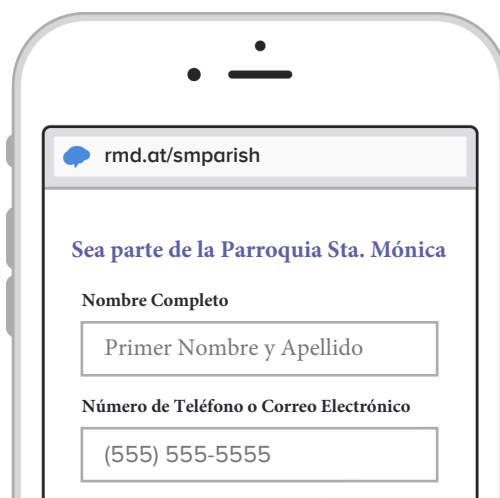 rmd.at/smparish
Sea parte de la Parroquia Sta. Mónica
Nombre Completo
Primer Nombre y Apellido
Número de Teléfono o Correo Electrónico
(555) 555-5555